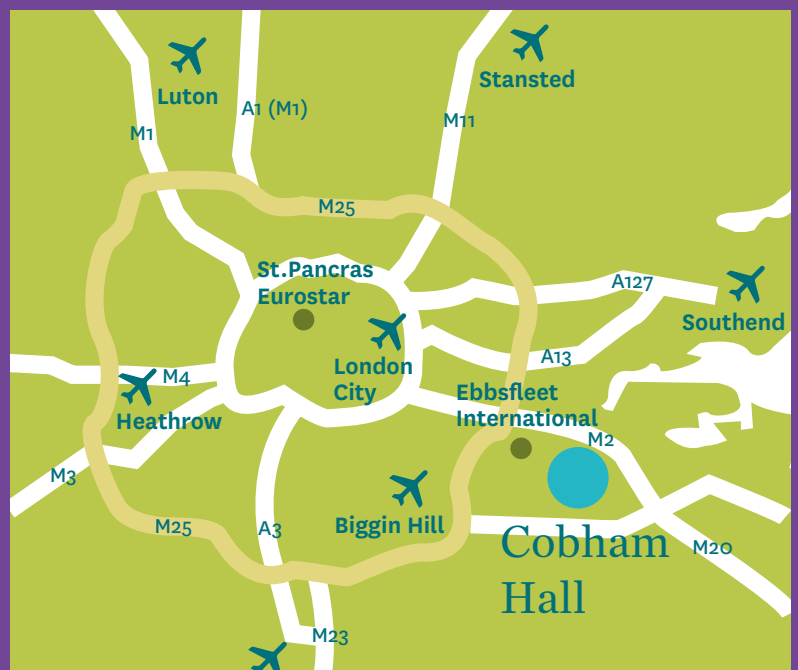 Stansted
Luton
A1 (M1)
M11
M1
M25
St.Pancras
Eurostar
A127
Southend
London
City
A13
M4
Heathrow
Ebbsfleet
International
M2
M3
Biggin Hill
M25
A3
Cobham
Hall
M20
M23